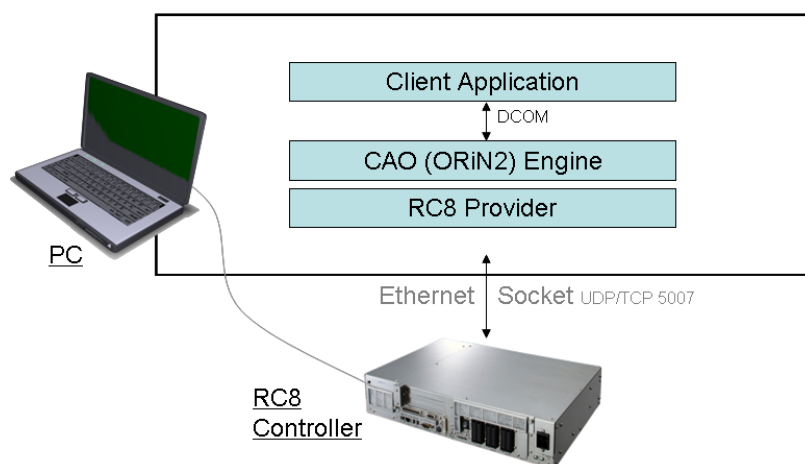 Client Application
DCOM
CAO (ORiN2) Engine
RC8 Provider
PC
Ethernet Socket UDP/TCP 5007
RC8
Controller